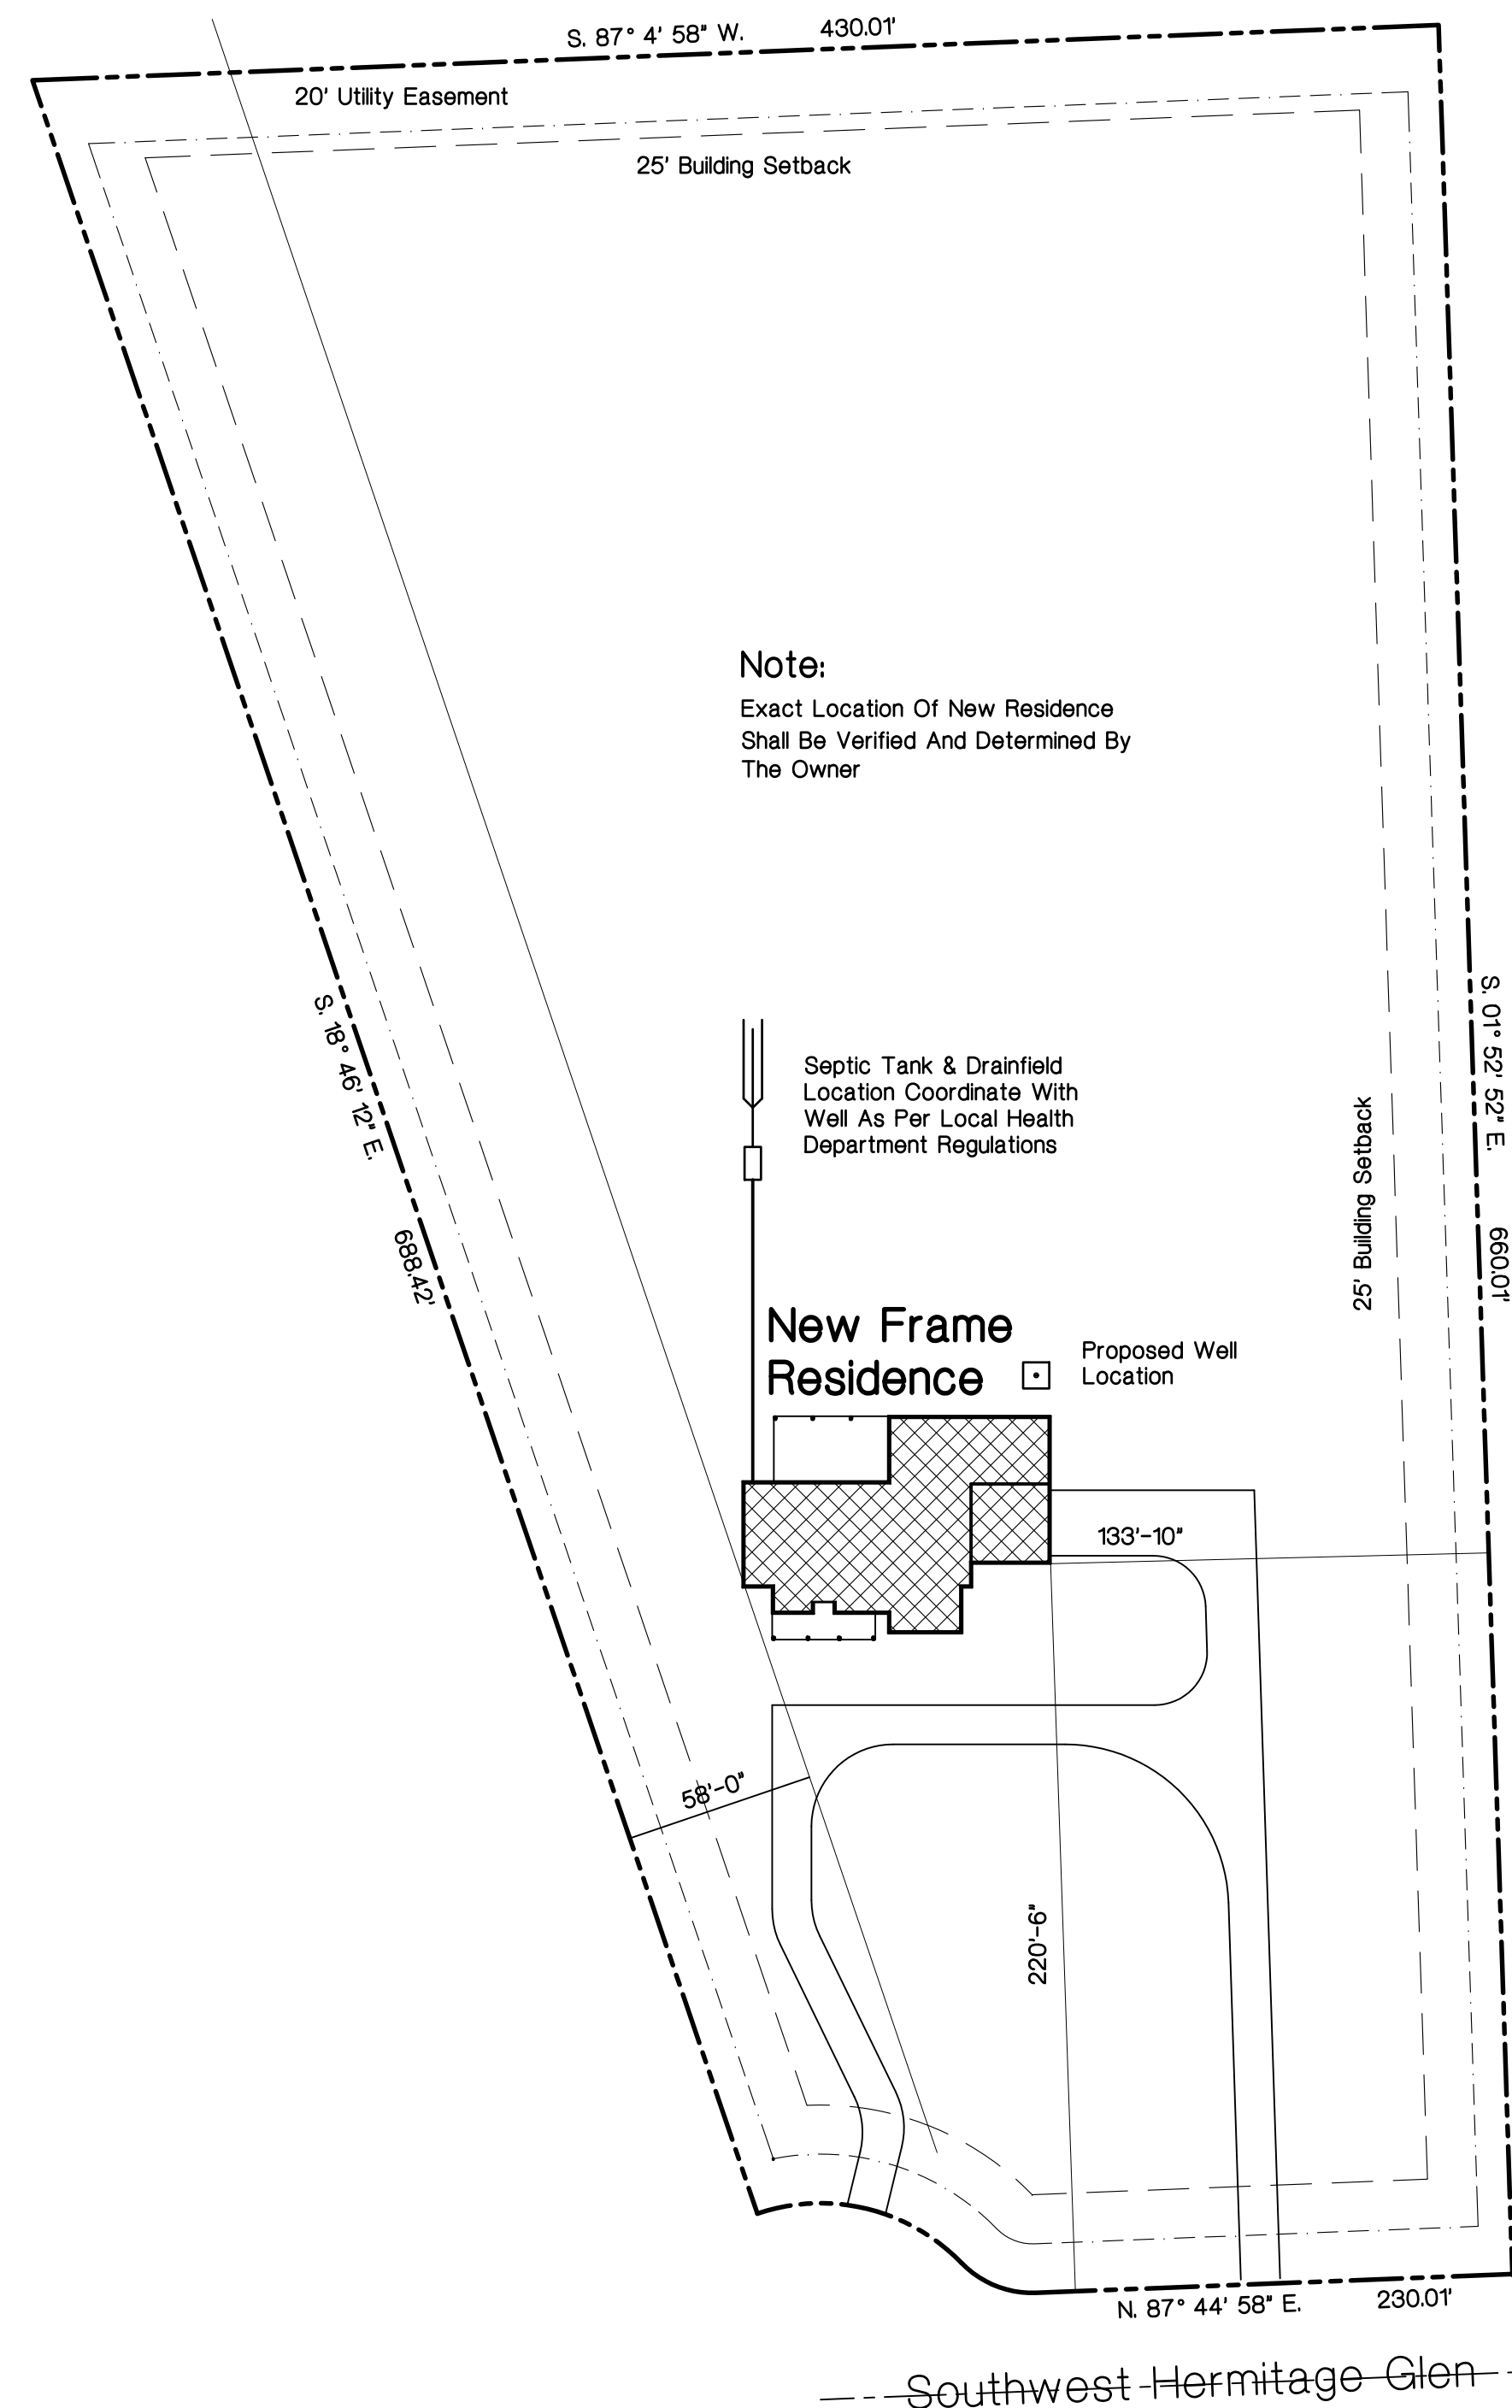 S. 87° 4' 58" W. 430.01'
20' Utility Easement
25' Building Setback
Note:
Exact Location Of New Residence
Shall Be Verified And Determined By
The Owner
S. 18° 46' 12" E. 688.42'
S. 01° 52' 52" E. 660.01'
Septic Tank & Drainfield
Location Coordinate With
Well As Per Local Health
Department Regulations
25' Building Setback
New Frame
Residence
Proposed Well
Location
133'-10"
58'-0"
220'-6"
N. 87° 44' 58" E. 230.01'
Southwest Hermitage Glen